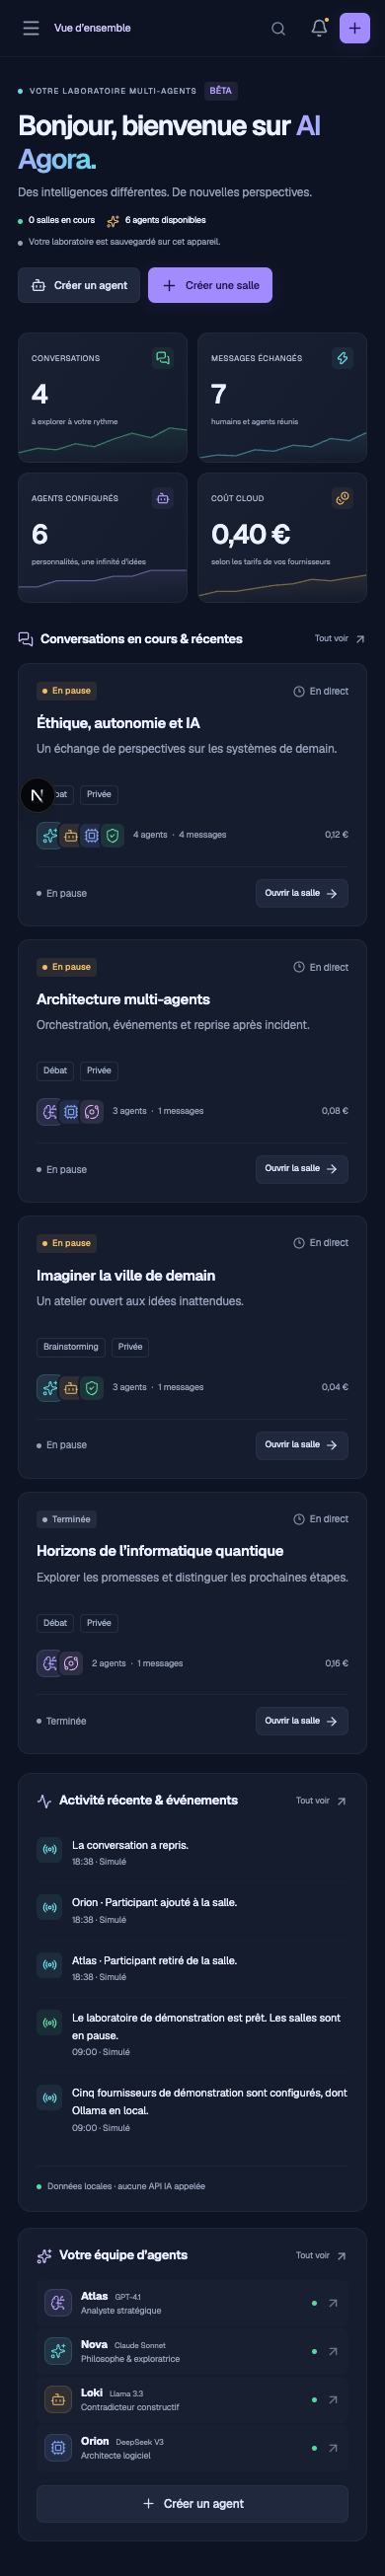 Vue d'ensemble
VOTRE LABORATOIRE MULTI-AGENTS BÊTA
Bonjour, bienvenue sur AI
Agora.
Des intelligences différentes. De nouvelles perspectives.
0 salles en cours 6 agents disponibles
Votre laboratoire est sauvegardé sur cet appareil.
Créer un agent Créer une salle
CONVERSATIONS
4
à explorer à votre rythme
MESSAGES ÉCHANGÉS
7
humains et agents réunis
AGENTS CONFIGURÉS
6
personnalités, une infinité d'idées
COÛT CLOUD
0,40 €
selon les tarifs de vos fournisseurs
Conversations en cours & récentes Tout voir
En pause En direct
Éthique, autonomie et IA
Un échange de perspectives sur les systèmes de demain.
N bat Privée
4 agents · 4 messages 0,12 €
En pause Ouvrir la salle
En pause En direct
Architecture multi-agents
Orchestration, événements et reprise après incident.
Débat Privée
3 agents · 1 messages 0,08 €
En pause Ouvrir la salle
En pause En direct
Imaginer la ville de demain
Un atelier ouvert aux idées inattendues.
Brainstorming Privée
3 agents · 1 messages 0,04 €
En pause Ouvrir la salle
Terminée En direct
Horizons de l'informatique quantique
Explorer les promesses et distinguer les prochaines étapes.
Débat Privée
2 agents · 1 messages 0,16 €
Terminée Ouvrir la salle
Activité récente & événements Tout voir
La conversation a repris.
18:38 · Simulé
Orion · Participant ajouté à la salle.
18:38 · Simulé
Atlas · Participant retiré de la salle.
18:38 · Simulé
Le laboratoire de démonstration est prêt. Les salles sont
en pause.
09:00 · Simulé
Cinq fournisseurs de démonstration sont configurés, dont
Ollama en local.
09:00 · Simulé
Données locales · aucune API IA appelée
Votre équipe d'agents Tout voir
Atlas GPT-4.1
Analyste stratégique
Nova Claude Sonnet
Philosophe & exploratrice
Loki Llama 3.3
Contradicteur constructif
Orion DeepSeek V3
Architecte logiciel
Créer un agent